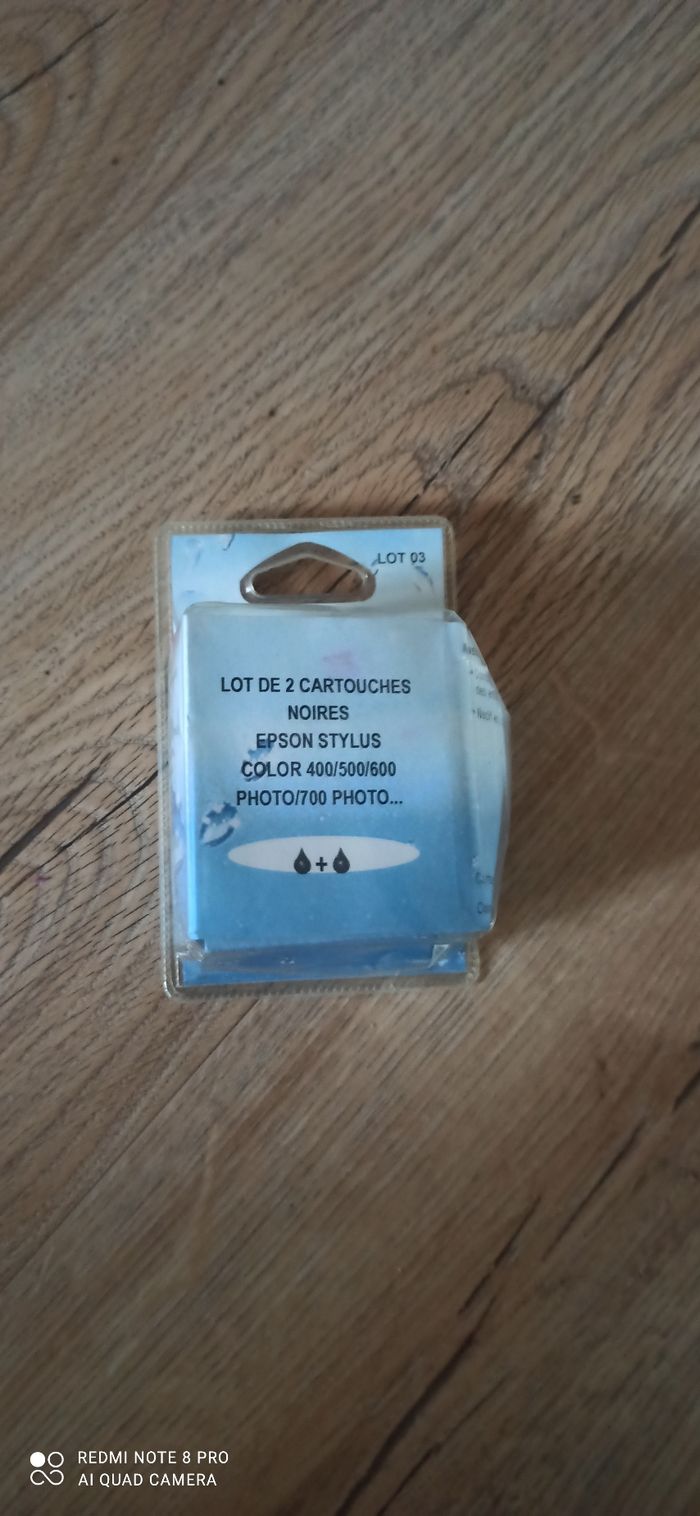 LOT 03
LOT DE 2 CARTOUCHES
NOIRES
EPSON STYLUS
COLOR 400/500/600
PHOTO/700 PHOTO...
+
REDMI NOTE 8 PRO
AI QUAD CAMERA